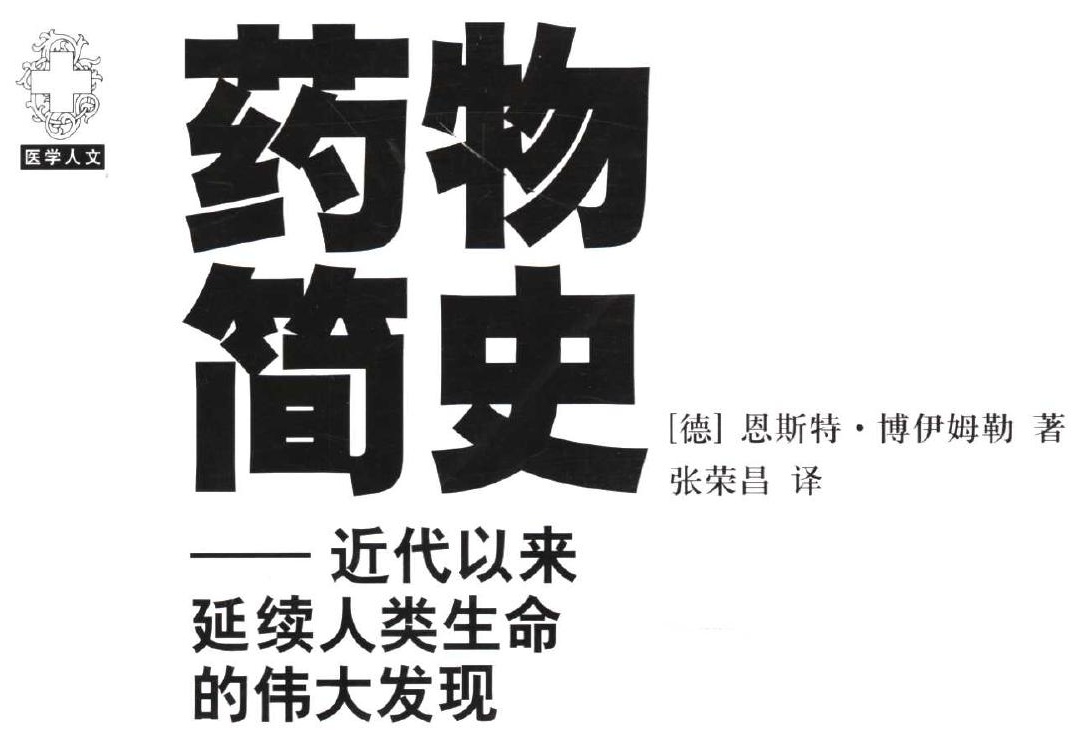 医学人文
药物
简史
[德] 恩斯特·博伊姆勒 著
张荣昌 译
——近代以来
延续人类生命
的伟大发现